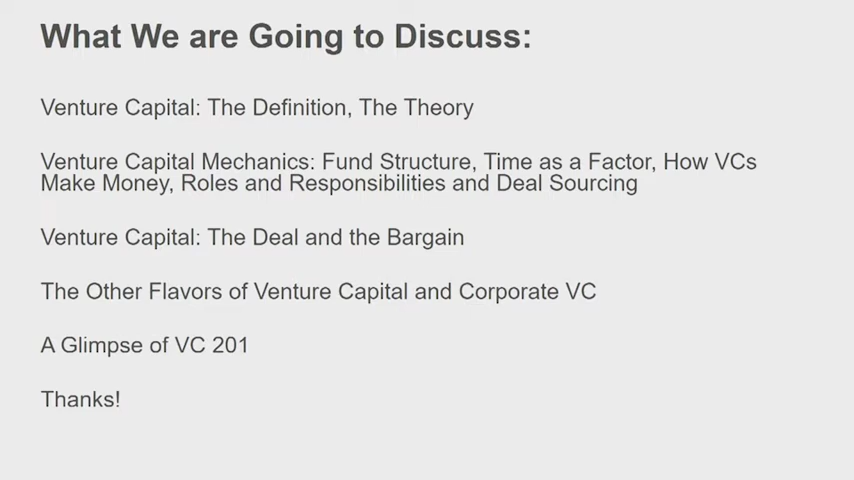 What We are Going to Discuss:
Venture Capital: The Definition, The Theory
Venture Capital Mechanics: Fund Structure, Time as a Factor, How VCs
Make Money, Roles and Responsibilities and Deal Sourcing
Venture Capital: The Deal and the Bargain
The Other Flavors of Venture Capital and Corporate VC
A Glimpse of VC 201
Thanks!